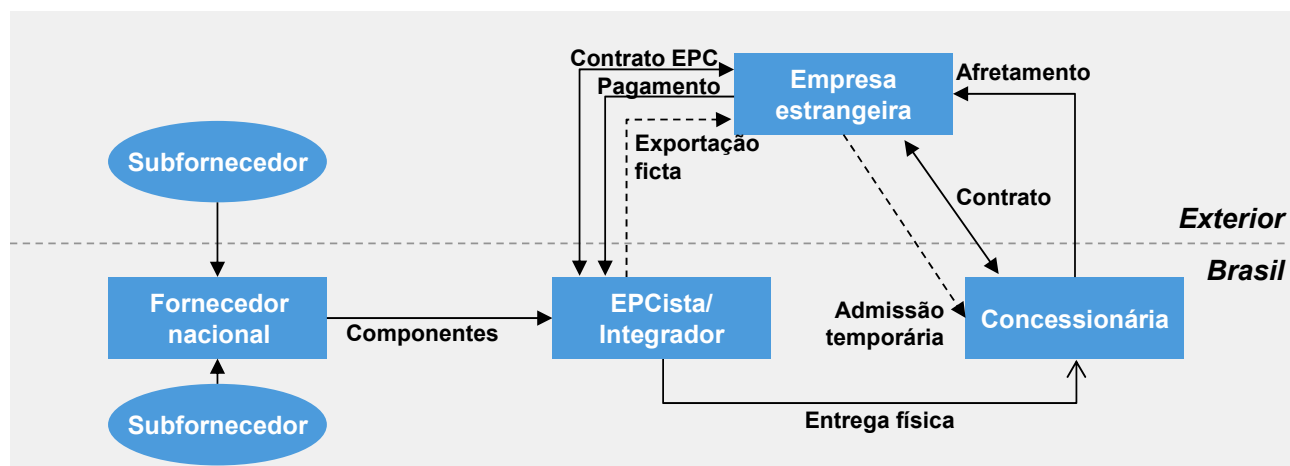 Contrato EPC
Pagamento
Exportação
ficta
Empresa
estrangeira
Afretamento
Subfornecedor
Contrato
Exterior
Brasil
Fornecedor
nacional
Componentes
EPCista/
Integrador
Admissão
temporária
Concessionária
Subfornecedor
Entrega física